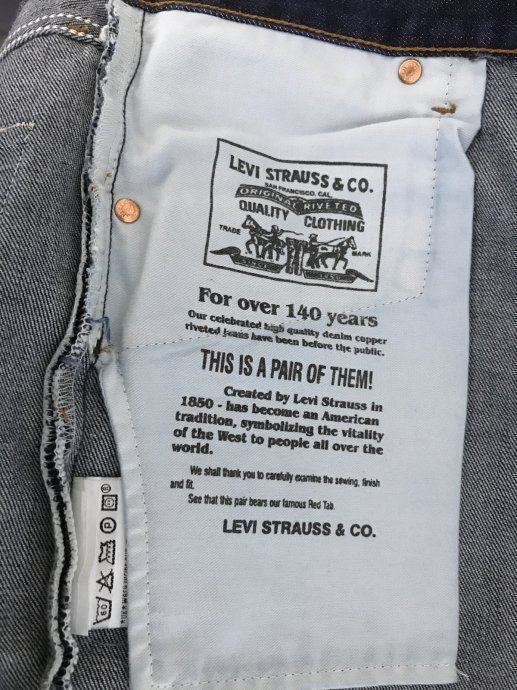 LEVI STRAUSS & CO.
SAN FRANCISCO, CAL.
ORIGINAL RIVETED
QUALITY CLOTHING
TRADE MARK
For over 140 years
Our celebrated high quality denim copper
riveted jeans have been before the public.
THIS IS A PAIR OF THEM!
Created by Levi Strauss in
1850 - has become an American
tradition, symbolizing the vitality
of the West to people all over the
world.
We shall thank you to carefully examine the sewing, finish
and fit.
See that this pair bears our famous Red Tab.
LEVI STRAUSS & CO.
60
P